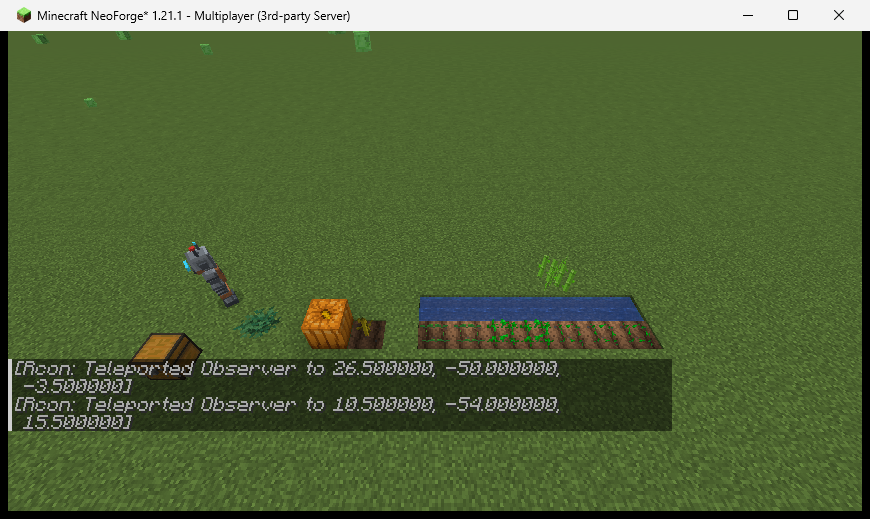 Minecraft NeoForge* 1.21.1 - Multiplayer (3rd-party Server)
[Rcon: Teleported Observer to 26.500000, -50.000000,
-3.500000]
[Rcon: Teleported Observer to 10.500000, -54.000000,
15.500000]